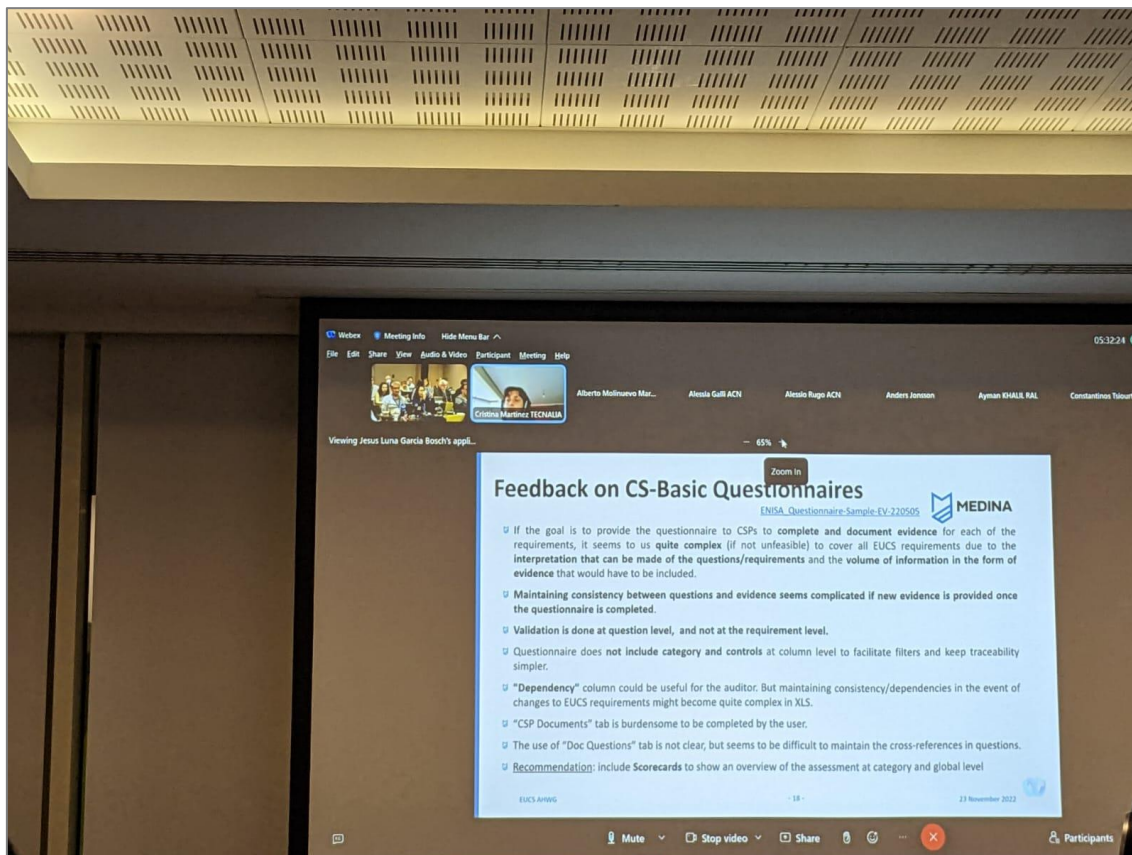 Webex Meeting Info Hide Menu Bar
05:32:24
File Edit Share View Audio & Video Participant Meeting Help
Cristina Martinez TECNALIA
Alberto Molinuevo Mar... Alessia Galli ACN Alessio Rugo ACN Anders Jonsson Ayman KHALIL RAL Constantinos Tsiour
Viewing Jesus Luna Garcia Bosch's appli...
− 65% +
Zoom In
Feedback on CS-Basic Questionnaires
ENISA_Questionnaire-Sample-EV-220505
MEDINA
If the goal is to provide the questionnaire to CSPs to complete and document evidence for each of the
requirements, it seems to us quite complex (if not unfeasible) to cover all EUCS requirements due to the
interpretation that can be made of the questions/requirements and the volume of information in the form of
evidence that would have to be included.
Maintaining consistency between questions and evidence seems complicated if new evidence is provided once
the questionnaire is completed.
Validation is done at question level, and not at the requirement level.
Questionnaire does not include category and controls at column level to facilitate filters and keep traceability
simpler.
"Dependency" column could be useful for the auditor. But maintaining consistency/dependencies in the event of
changes to EUCS requirements might become quite complex in XLS.
"CSP Documents" tab is burdensome to be completed by the user.
The use of "Doc Questions" tab is not clear, but seems to be difficult to maintain the cross-references in questions.
Recommendation: include Scorecards to show an overview of the assessment at category and global level
EUCS AHWG - 18 - 23 November 2022
Mute Stop video Share Participants